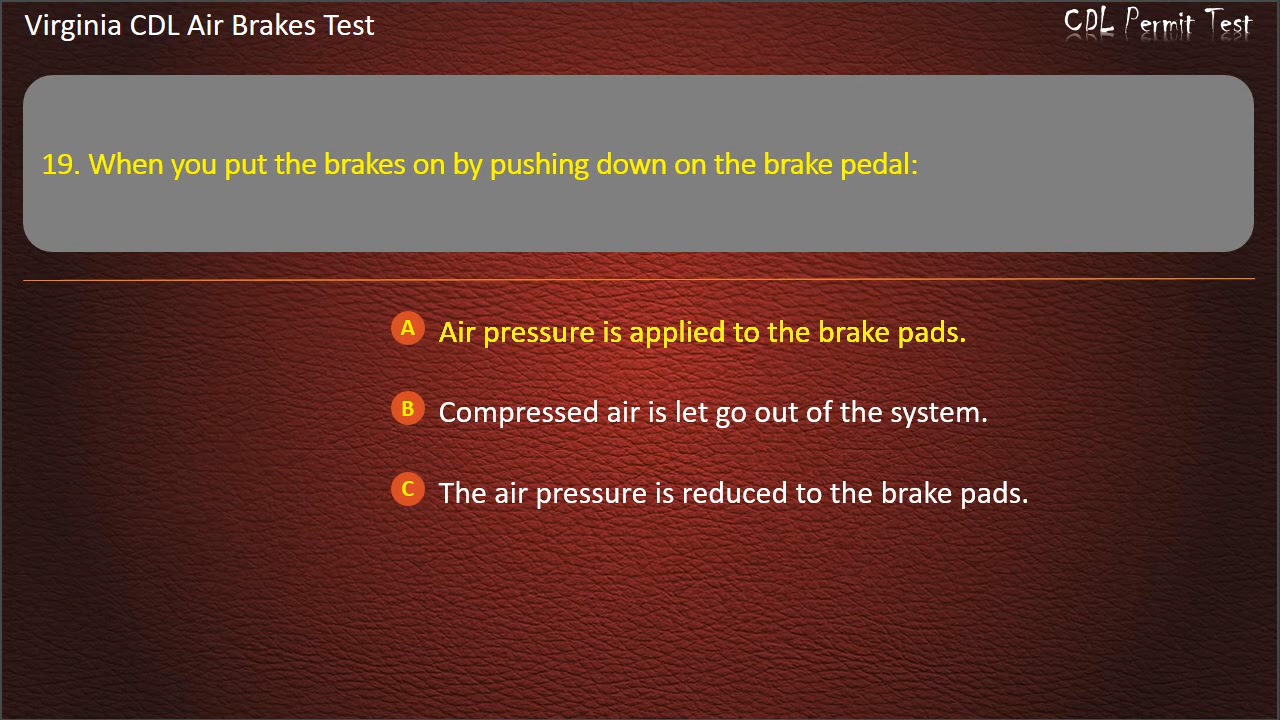 Virginia CDL Air Brakes Test
CDL Permit Test
19. When you put the brakes on by pushing down on the brake pedal:
A Air pressure is applied to the brake pads.
B Compressed air is let go out of the system.
C The air pressure is reduced to the brake pads.